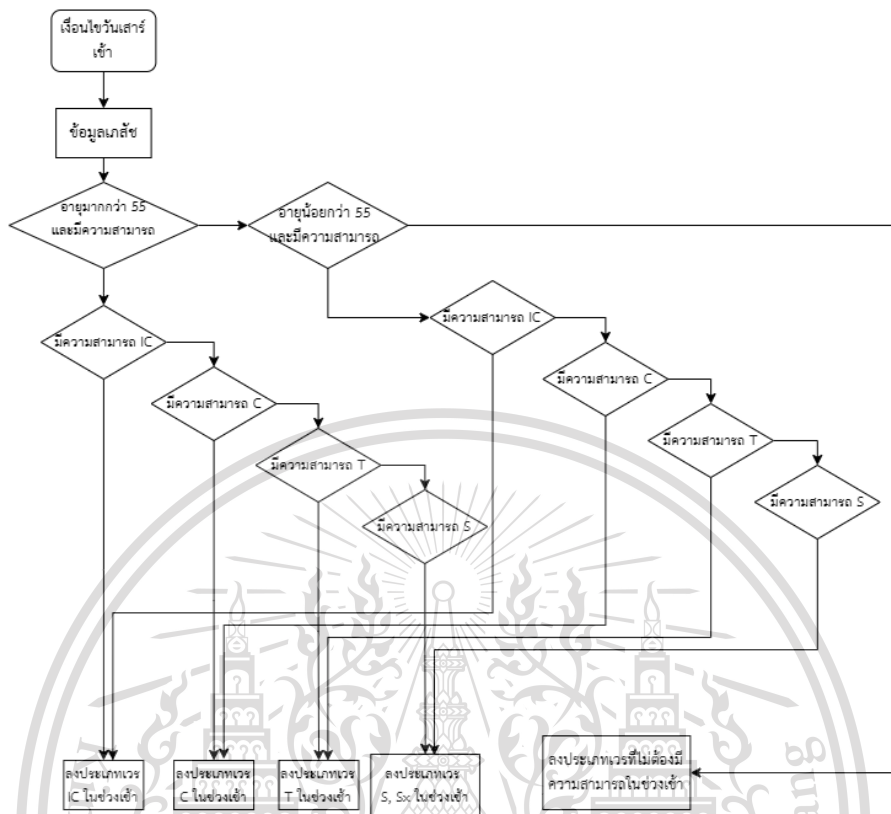 เงื่อนไขวันเสาร์
เช้า
ข้อมูลเภสัช
อายุมากกว่า 55
และมีความสามารถ
อายุน้อยกว่า 55
และมีความสามารถ
มีความสามารถ IC
มีความสามารถ C
มีความสามารถ T
มีความสามารถ S
มีความสามารถ IC
มีความสามารถ C
มีความสามารถ T
มีความสามารถ S
ลงประเภทเวร
IC ในช่วงเช้า
ลงประเภทเวร
C ในช่วงเช้า
ลงประเภทเวร
T ในช่วงเช้า
ลงประเภทเวร
S, Sx ในช่วงเช้า
ลงประเภทเวรที่ไม่ต้องมี
ความสามารถในช่วงเช้า